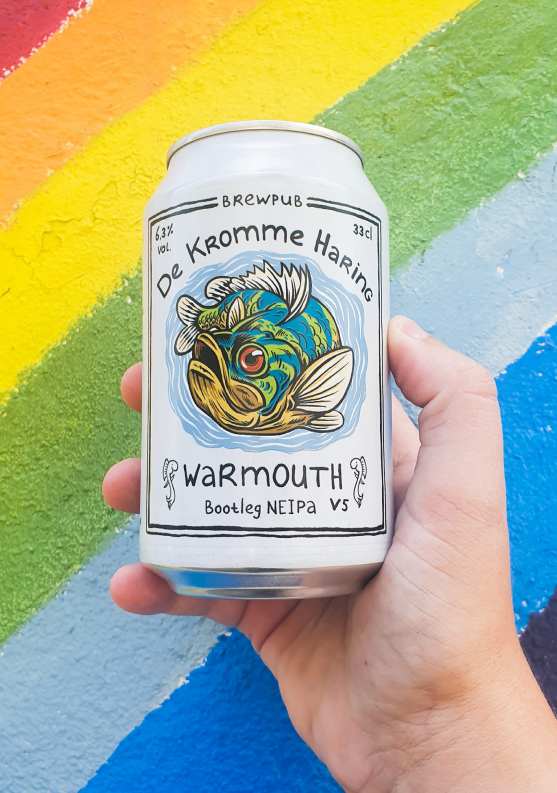 BREWPUB
6,3% VOL.
33cl
De Kromme Haring
WARMOUTH
Bootleg NEIPA V5